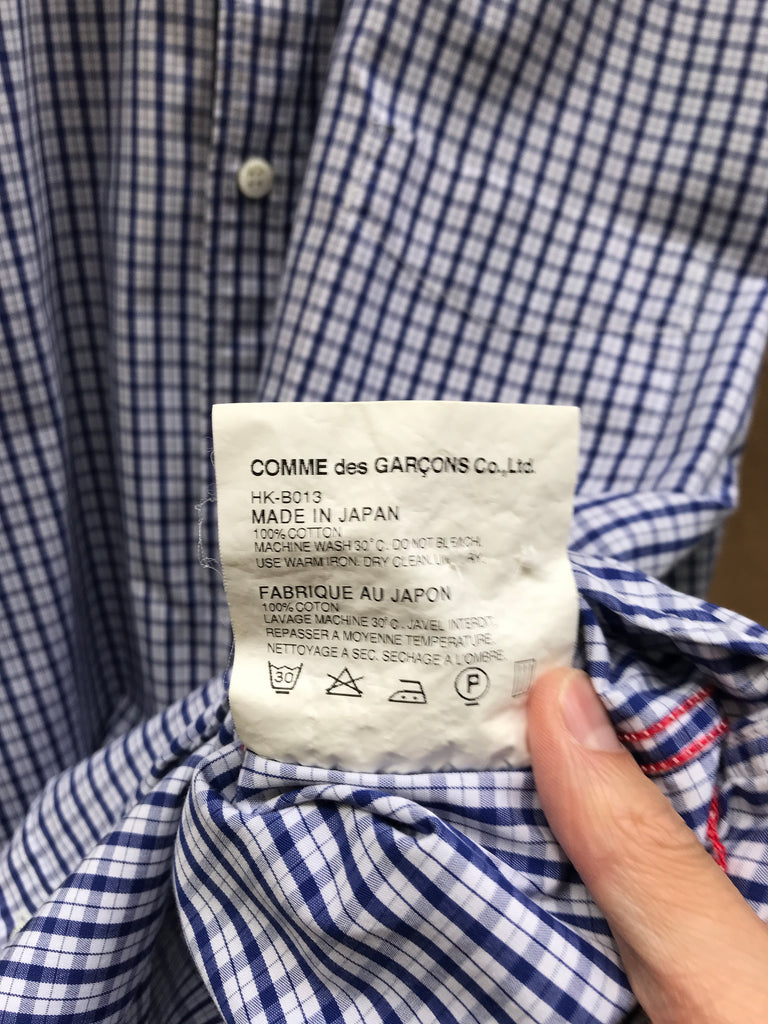 COMME des GARÇONS Co.,Ltd.
HK-B013
MADE IN JAPAN
100% COTTON
MACHINE WASH 30°C. DO NOT BLEACH.
USE WARM IRON. DRY CLEAN.
FABRIQUE AU JAPON
100% COTON
LAVAGE MACHINE 30°C. JAVEL INTERDIT.
REPASSER A MOYENNE TEMPERATURE.
NETTOYAGE A SEC. SECHAGE A L'OMBRE.
30 P